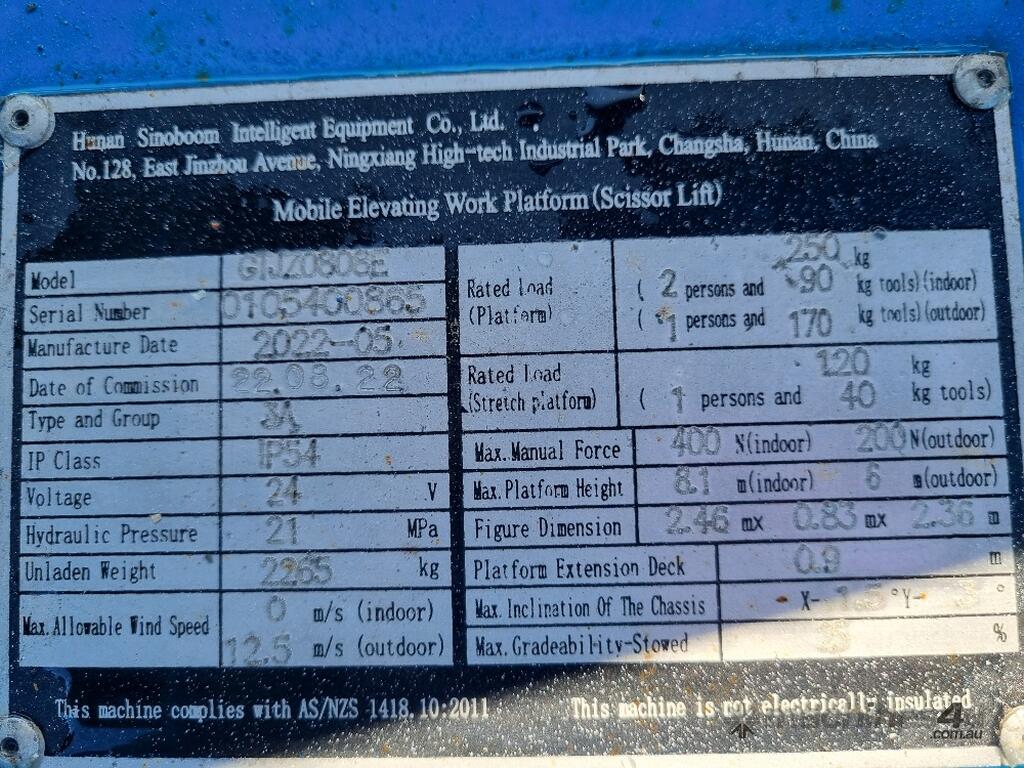 Hunan Sinoboom Intelligent Equipment Co., Ltd.
No.128, East Jinzhou Avenue, Ningxiang High-tech Industrial Park, Changsha, Hunan, China
Mobile Elevating Work Platform (Scissor Lift)
Model GTJZ0808E
Serial Number 0105400865
Manufacture Date 2022-05
Date of Commission 22.08.22
Type and Group 3A
IP Class IP54
Voltage 24 V
Hydraulic Pressure 21 MPa
Unladen Weight 2265 kg
Max. Allowable Wind Speed 0 m/s (indoor)
12.5 m/s (outdoor)
Rated Load (Platform) 250 kg
( 2 persons and 90 kg tools) (indoor)
( 1 persons and 170 kg tools) (outdoor)
Rated Load (Stretch platform) 120 kg
( 1 persons and 40 kg tools)
Max. Manual Force 400 N(indoor) 200 N(outdoor)
Max. Platform Height 8.1 m(indoor) 6 m(outdoor)
Figure Dimension 2.46 mx 0.83 mx 2.36 m
Platform Extension Deck 0.9 m
Max. Inclination Of The Chassis X- 1.5 ° Y- °
Max. Gradeability-Stowed %
This machine complies with AS/NZS 1418.10:2011
This machine is not electrically insulated
4
.com.au